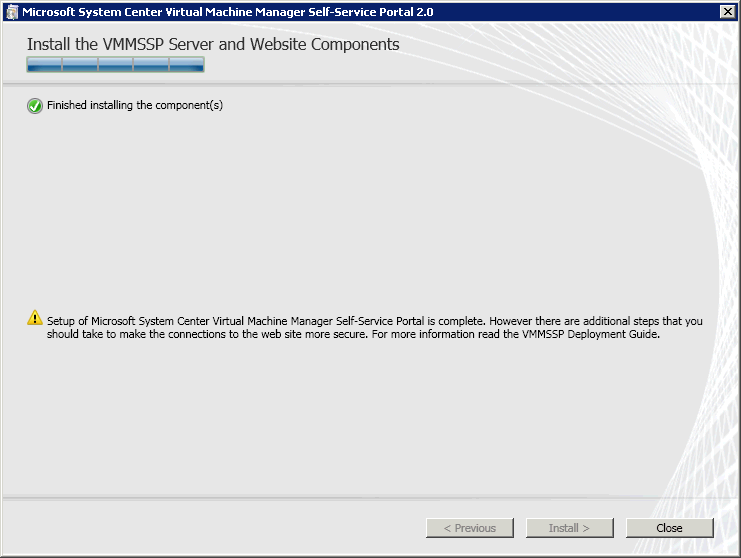 Microsoft System Center Virtual Machine Manager Self-Service Portal 2.0
Install the VMMSSP Server and Website Components
Finished installing the component(s)
Setup of Microsoft System Center Virtual Machine Manager Self-Service Portal is complete. However there are additional steps that you
should take to make the connections to the web site more secure. For more information read the VMMSSP Deployment Guide.
< Previous
Install >
Close